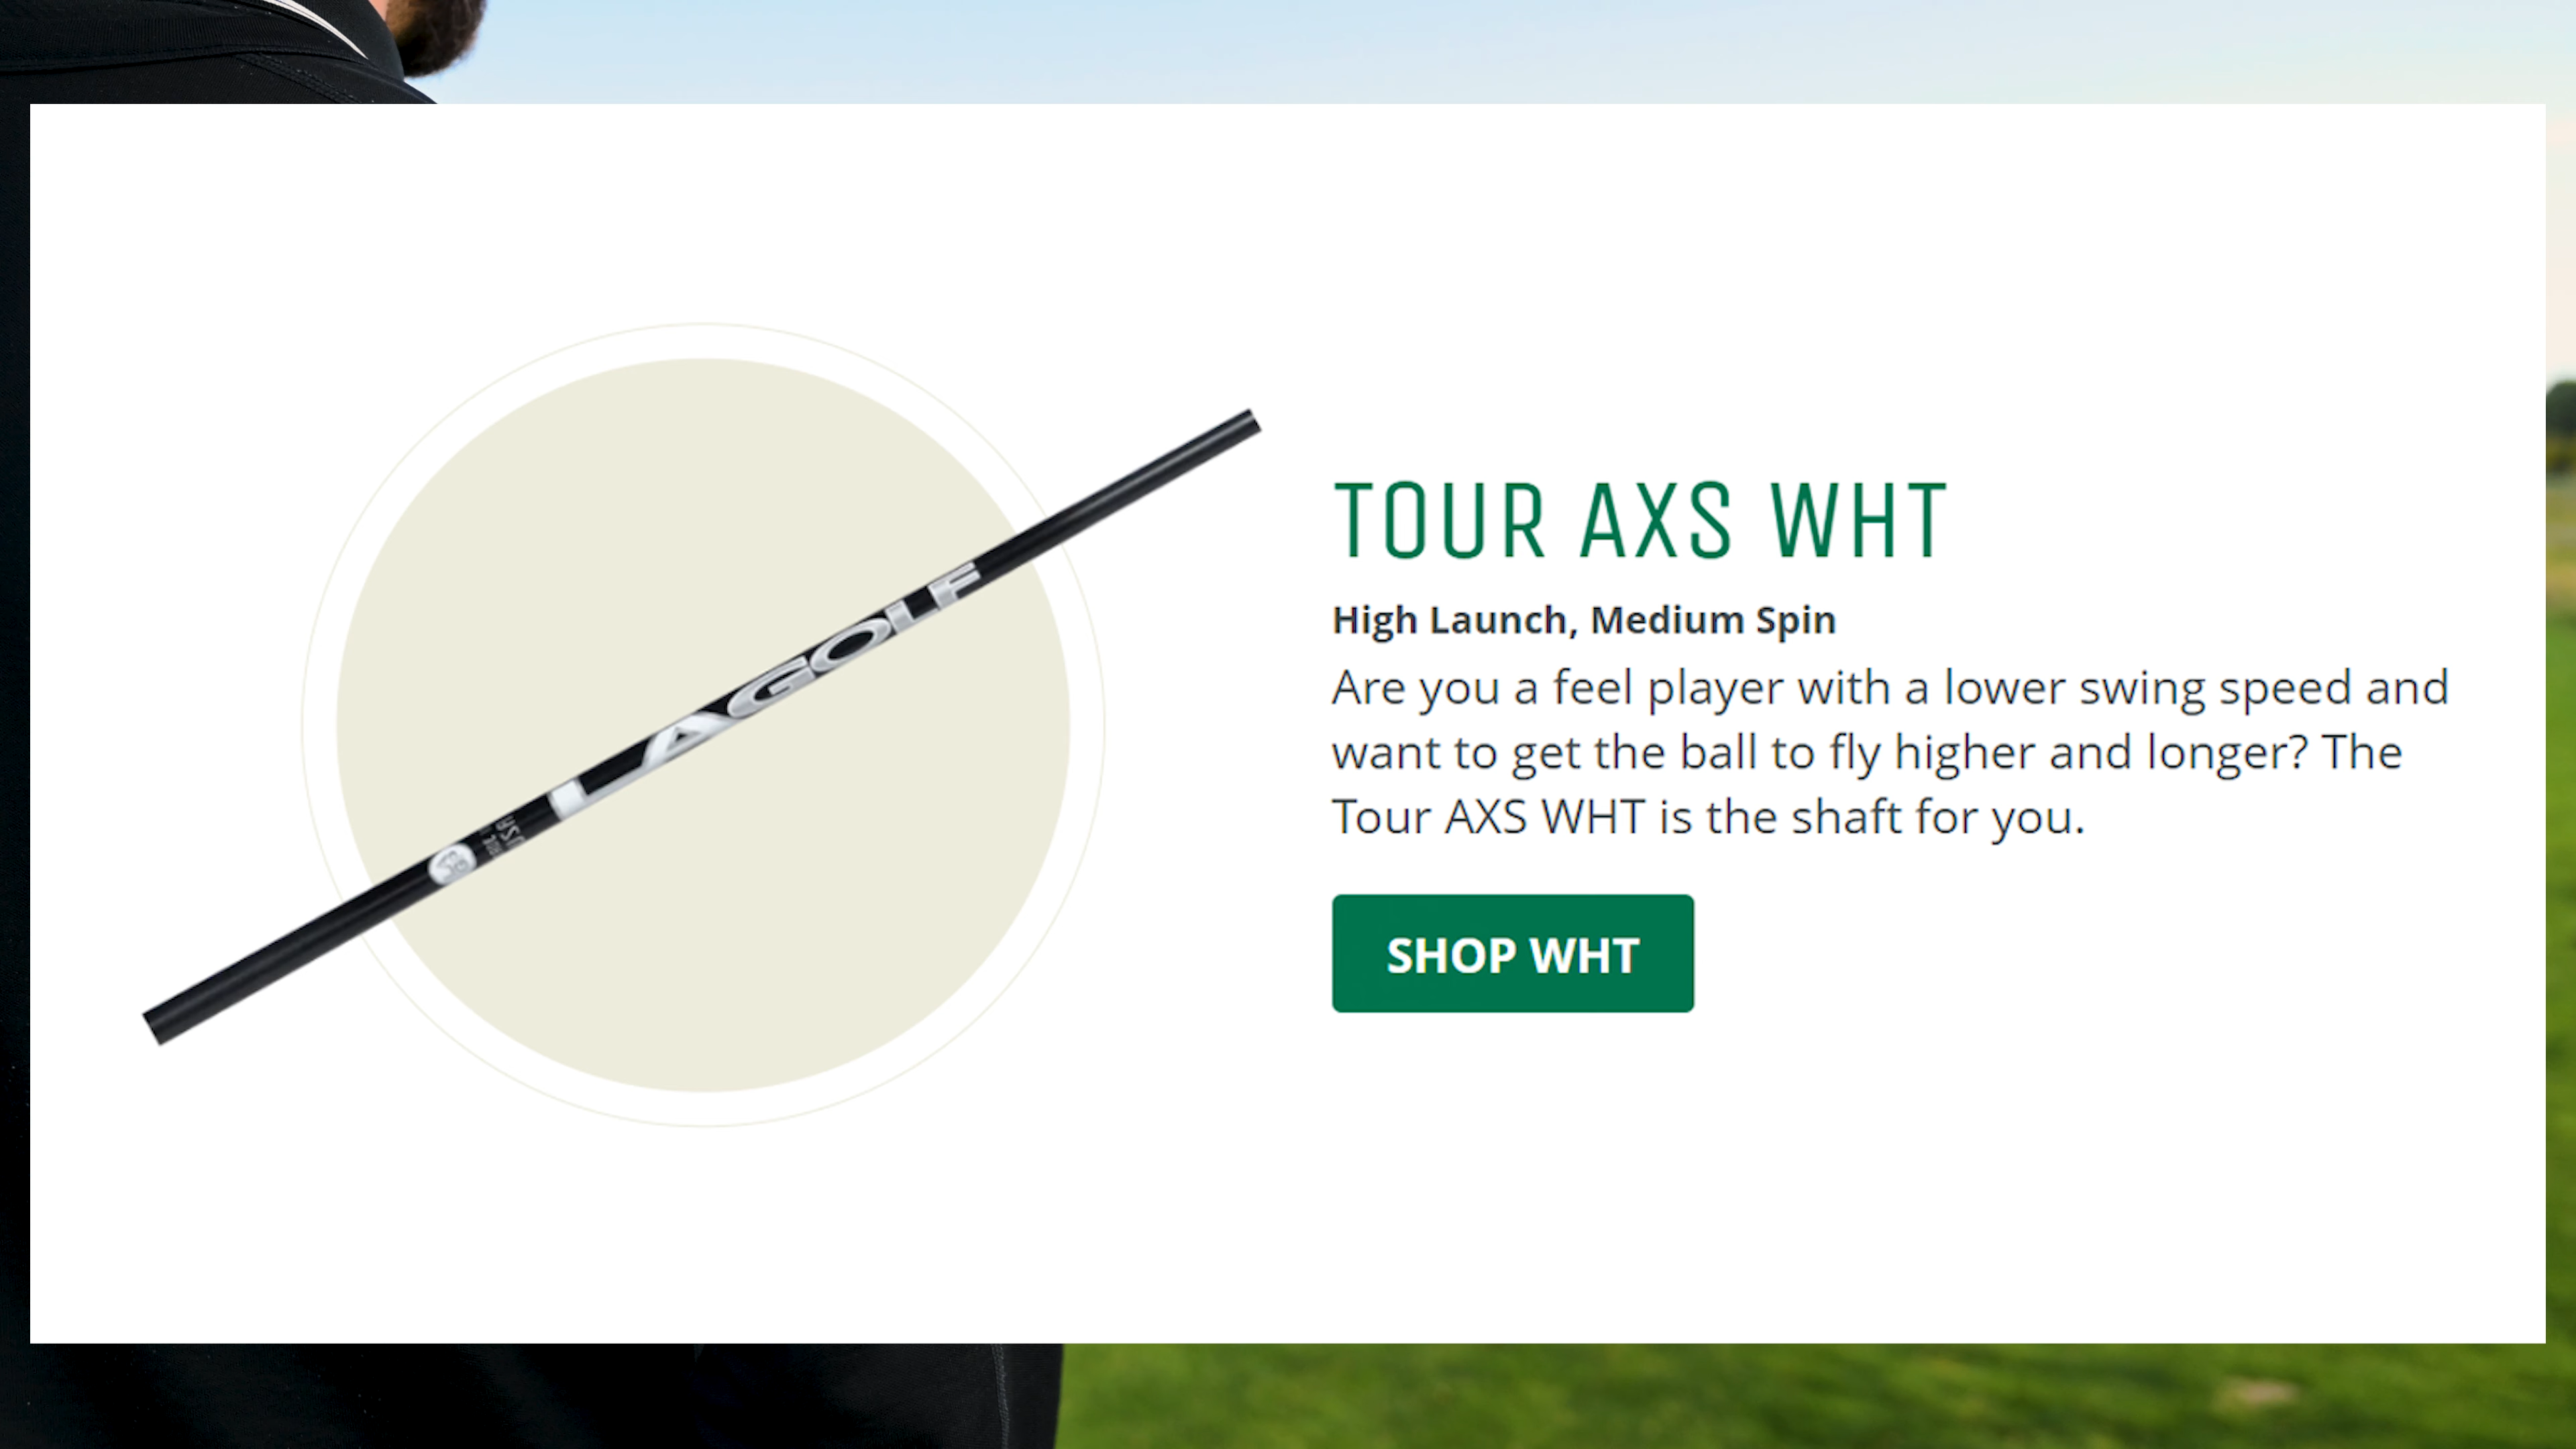 TOUR AXS WHT
High Launch, Medium Spin
Are you a feel player with a lower swing speed and
want to get the ball to fly higher and longer? The
Tour AXS WHT is the shaft for you.
SHOP WHT
LAGOLF